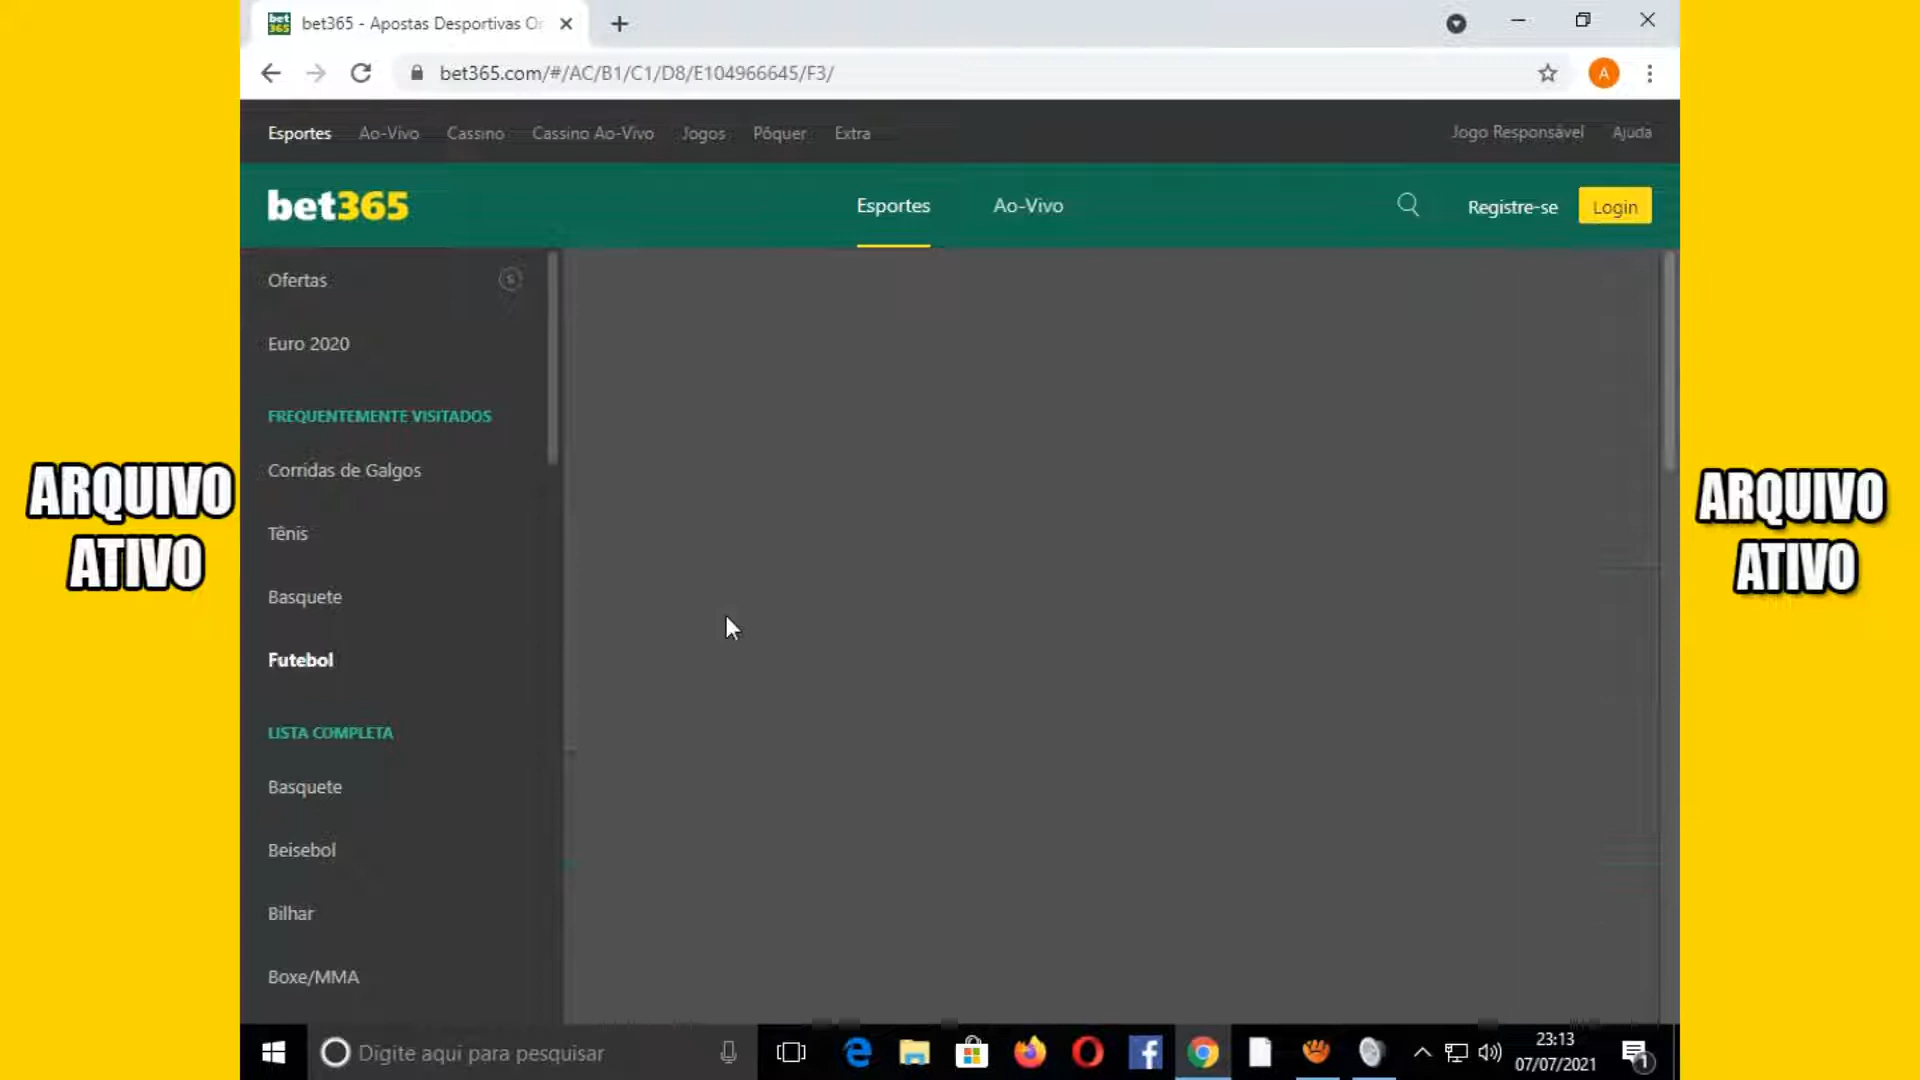 bet365 - Apostas Desportivas O
bet365.com/#/AC/B1/C1/D8/E104966645/F3/
A
Esportes Ao-Vivo Cassino Cassino Ao-Vivo Jogos Pôquer Extra Jogo Responsável Ajuda
bet365 Esportes Ao-Vivo Registre-se Login
Ofertas
Euro 2020
FREQUENTEMENTE VISITADOS
Corridas de Galgos
Tênis
Basquete
Futebol
LISTA COMPLETA
Basquete
Beisebol
Bilhar
Boxe/MMA
ARQUIVO
ATIVO
ARQUIVO
ATIVO
Digite aqui para pesquisar
23:13
07/07/2021
1